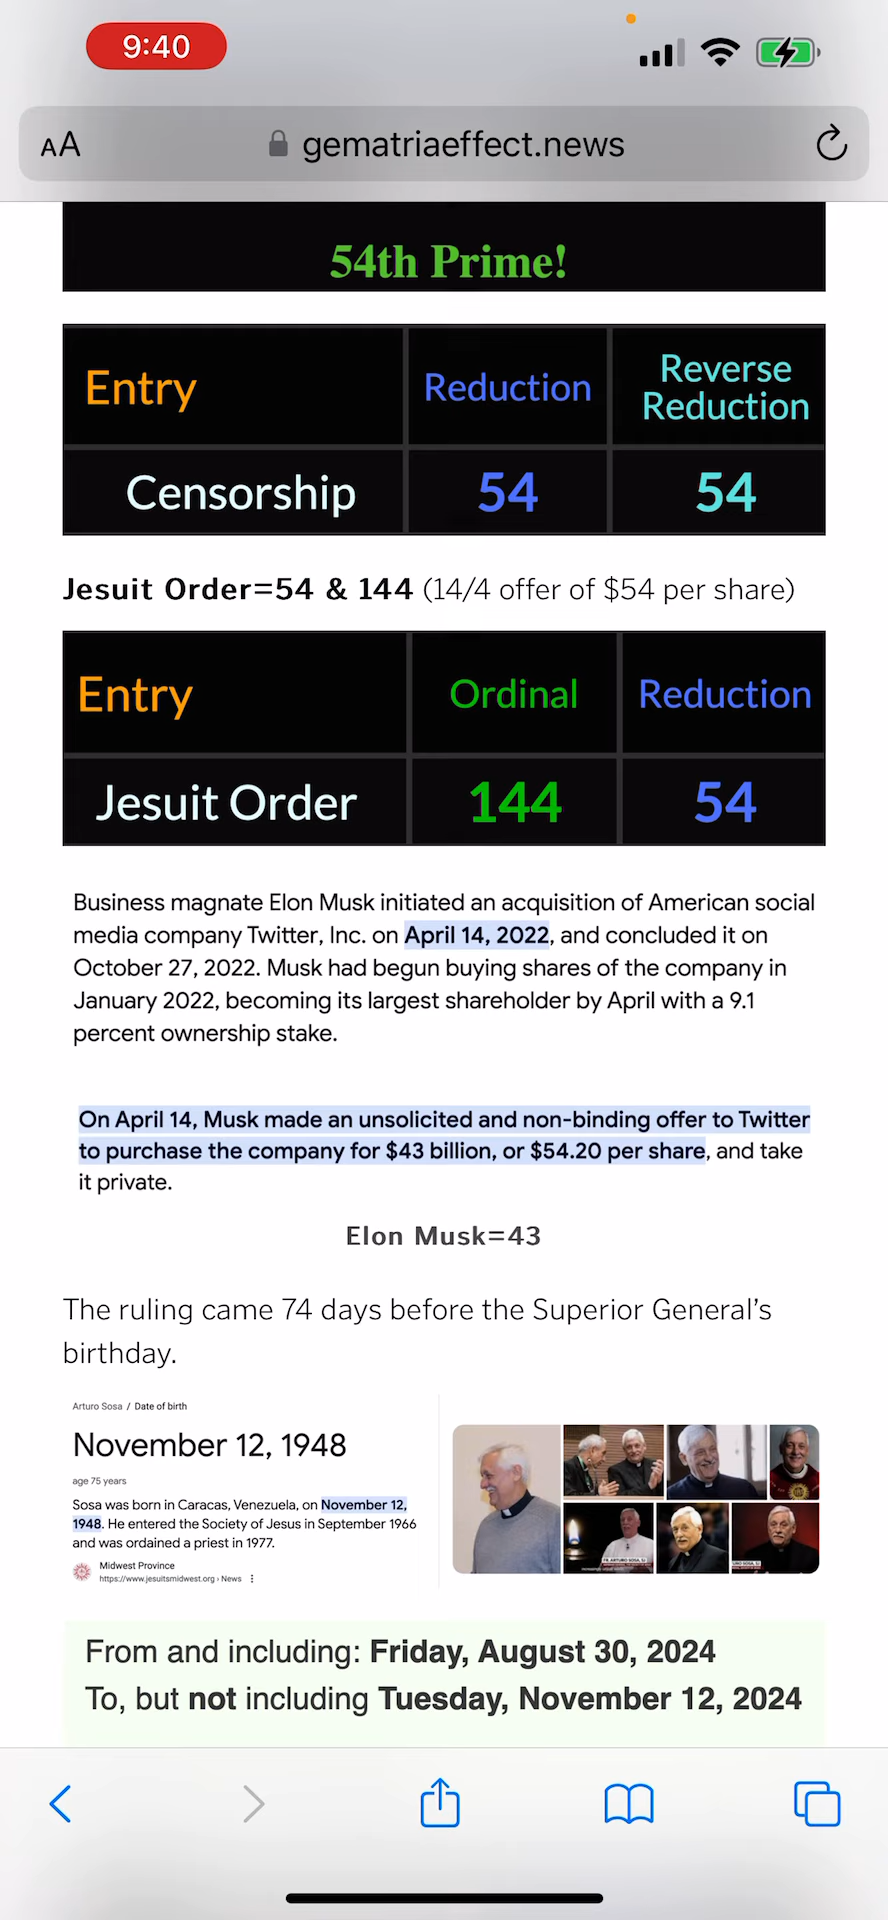 9:40
AA
gematriaeffect.news
54th Prime!
Entry Reduction Reverse Reduction
Censorship 54 54
Jesuit Order=54 & 144 (14/4 offer of $54 per share)
Entry Ordinal Reduction
Jesuit Order 144 54
Business magnate Elon Musk initiated an acquisition of American social
media company Twitter, Inc. on April 14, 2022, and concluded it on
October 27, 2022. Musk had begun buying shares of the company in
January 2022, becoming its largest shareholder by April with a 9.1
percent ownership stake.
On April 14, Musk made an unsolicited and non-binding offer to Twitter
to purchase the company for $43 billion, or $54.20 per share, and take
it private.
Elon Musk=43
The ruling came 74 days before the Superior General’s
birthday.
Arturo Sosa / Date of birth
November 12, 1948
age 75 years
Sosa was born in Caracas, Venezuela, on November 12,
1948. He entered the Society of Jesus in September 1966
and was ordained a priest in 1977.
Midwest Province
https://www.jesuitsmidwest.org › News
From and including: Friday, August 30, 2024
To, but not including Tuesday, November 12, 2024